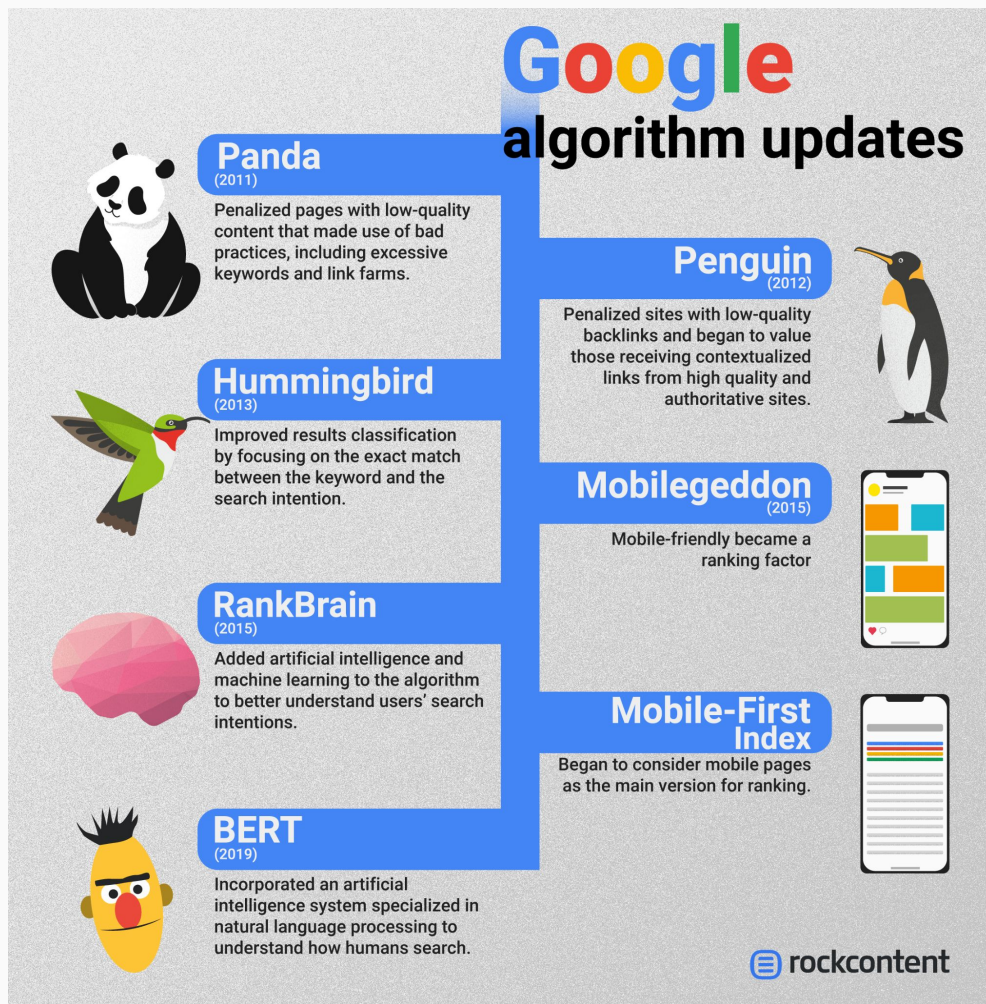 Google
algorithm updates
Panda
(2011)
Penalized pages with low-quality
content that made use of bad
practices, including excessive
keywords and link farms.
Penguin
(2012)
Penalized sites with low-quality
backlinks and began to value
those receiving contextualized
links from high quality and
authoritative sites.
Hummingbird
(2013)
Improved results classification
by focusing on the exact match
between the keyword and the
search intention.
Mobilegeddon
(2015)
Mobile-friendly became a
ranking factor
RankBrain
(2015)
Added artificial intelligence and
machine learning to the algorithm
to better understand users' search
intentions.
Mobile-First
Index
Began to consider mobile pages
as the main version for ranking.
BERT
(2019)
Incorporated an artificial
intelligence system specialized in
natural language processing to
understand how humans search.
rockcontent